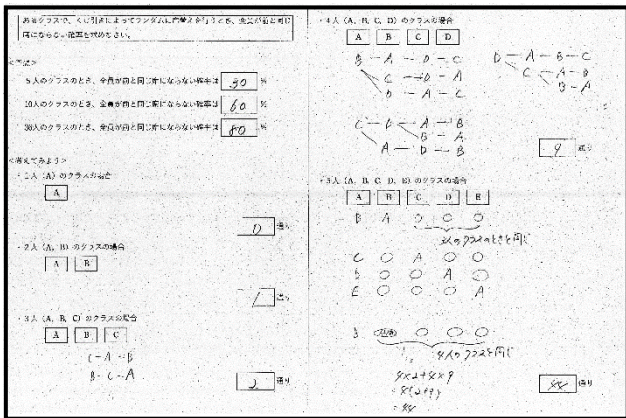 あるクラスで、くじ引きによってランダムに席替えを行うとき、全員が前と同じ
席にならない確率を求めなさい。
<予想>
5人のクラスのとき、全員が前と同じ席にならない確率は 30 %
10人のクラスのとき、全員が前と同じ席にならない確率は 60 %
30人のクラスのとき、全員が前と同じ席にならない確率は 80 %
<考えてみよう>
・1人(A)のクラスの場合
A
0 通り
・2人(A, B)のクラスの場合
A B
1 通り
・3人(A, B, C)のクラスの場合
A B C
C-A-B
B-C-A
2 通り
・4人(A, B, C, D)のクラスの場合
A B C D
B-A-D-C
C-D-A
D-A-C
C-D-A-B
B-A
A-D-B
D-A-B-C
C-A-B
B-A
9 通り
・5人(A, B, C, D, E)のクラスの場合
A B C D E
B A ○ ○ ○
3人のクラスのときと同じ
C ○ A ○ ○
D ○ ○ A ○
E ○ ○ ○ A
B ○ ○ ○
4人のクラスと同じ
4×2+4×9
=4(2+9)
=44
44 通り